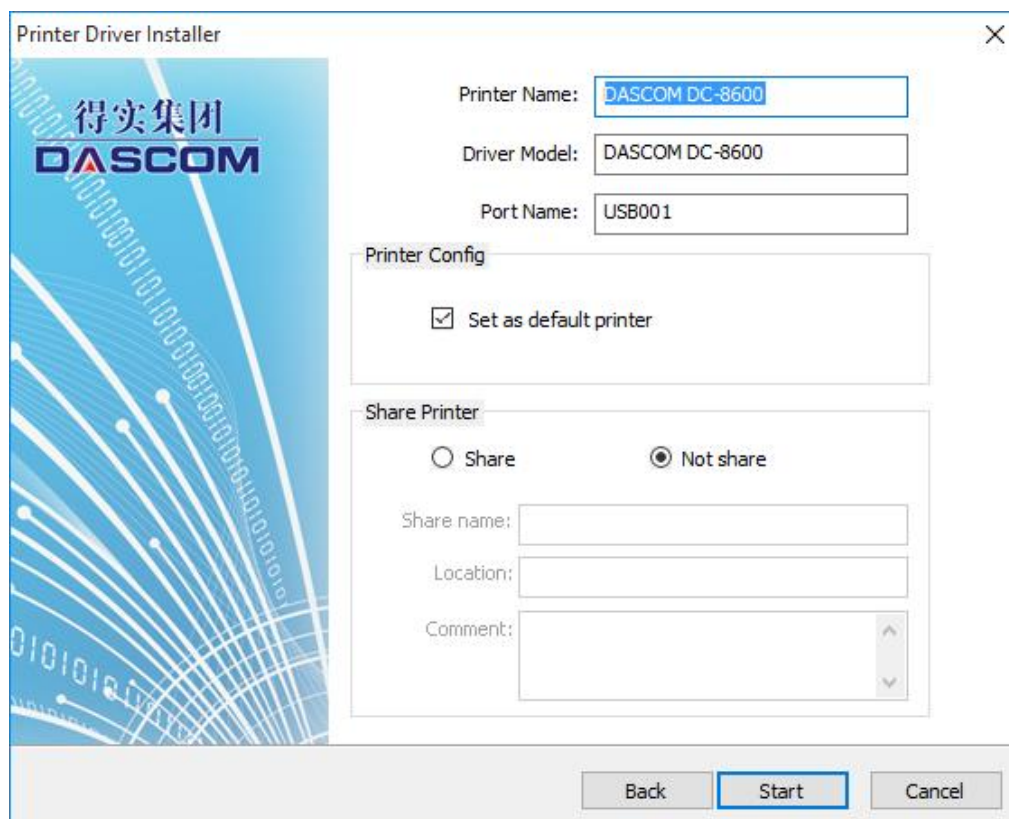 Printer Driver Installer
得实集团
DASCOM
Printer Name: DASCOM DC-8600
Driver Model: DASCOM DC-8600
Port Name: USB001
Printer Config
Set as default printer
Share Printer
Share Not share
Share name:
Location:
Comment:
Back Start Cancel